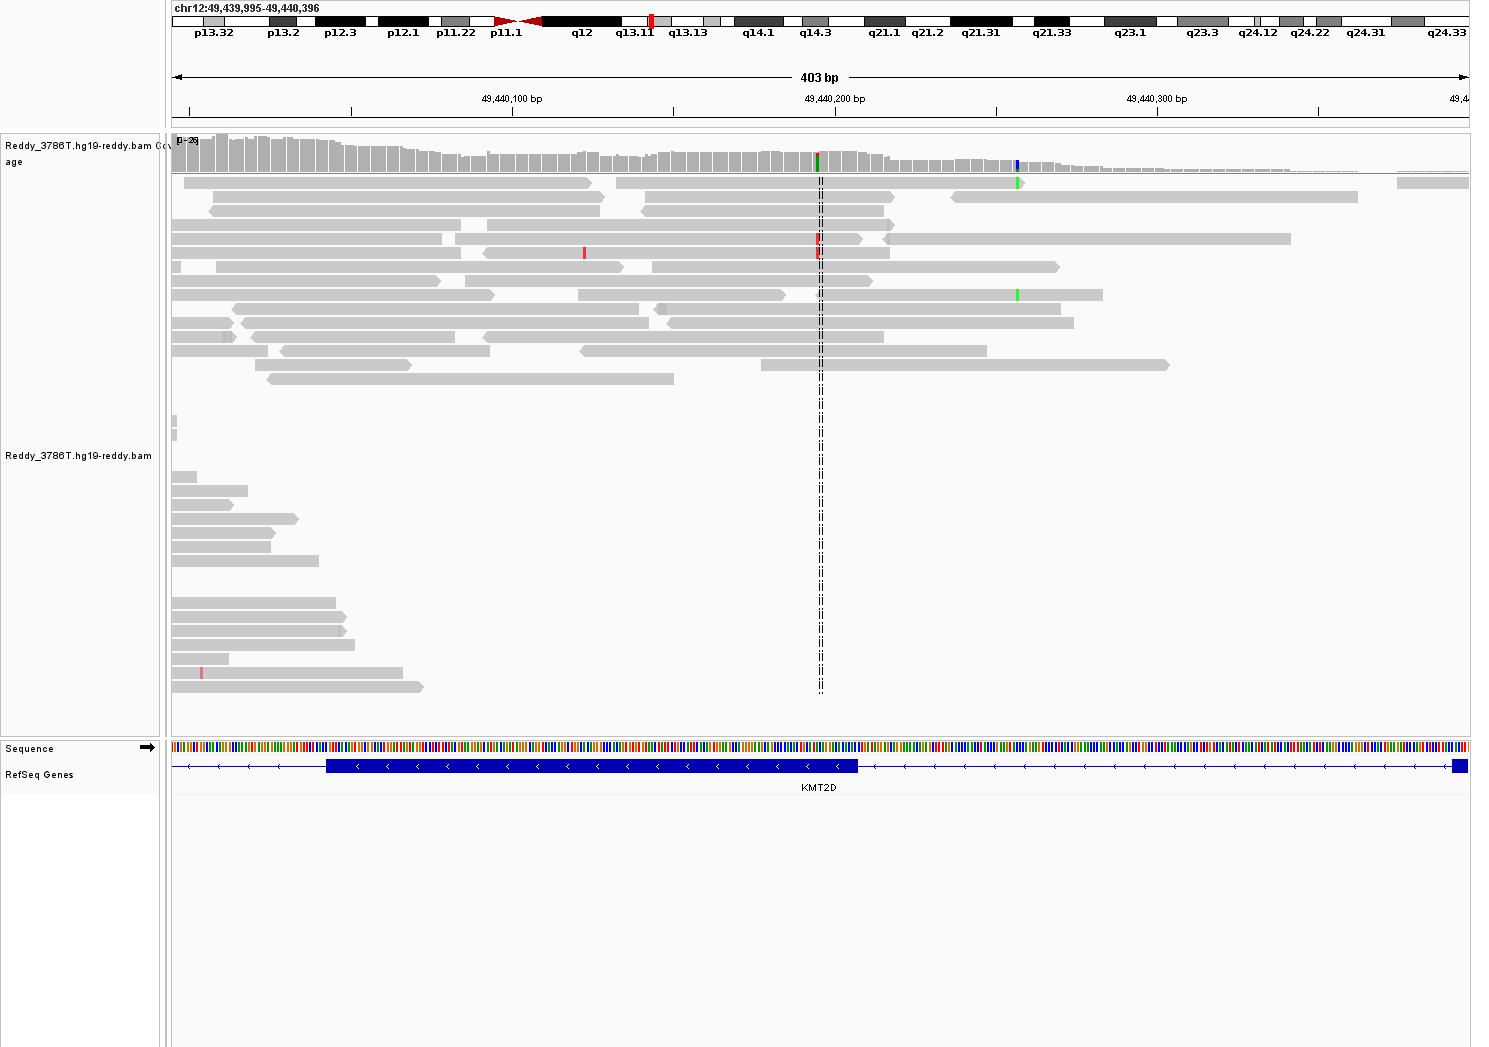 chr12:49,439,995-49,440,396
p13.32 p13.2 p12.3 p12.1 p11.22 p11.1 q12 q13.11 q13.13 q14.1 q14.3 q21.1 q21.2 q21.31 q21.33 q23.1 q23.3 q24.12 q24.22 q24.31 q24.33
403 bp
49,440,100 bp 49,440,200 bp 49,440,300 bp 49,4
Reddy_3786T.hg19-reddy.bam Cov
age
Reddy_3786T.hg19-reddy.bam
Sequence
RefSeq Genes
KMT2D